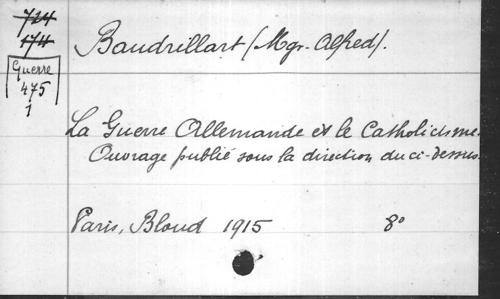 724
174
Guerre
475
1
Baudrillart (Mgr. Alfred).
La Guerre Allemande et le Catholicisme.
Ouvrage publié sous la direction du ci-dessus.
Paris, Bloud 1915 8°